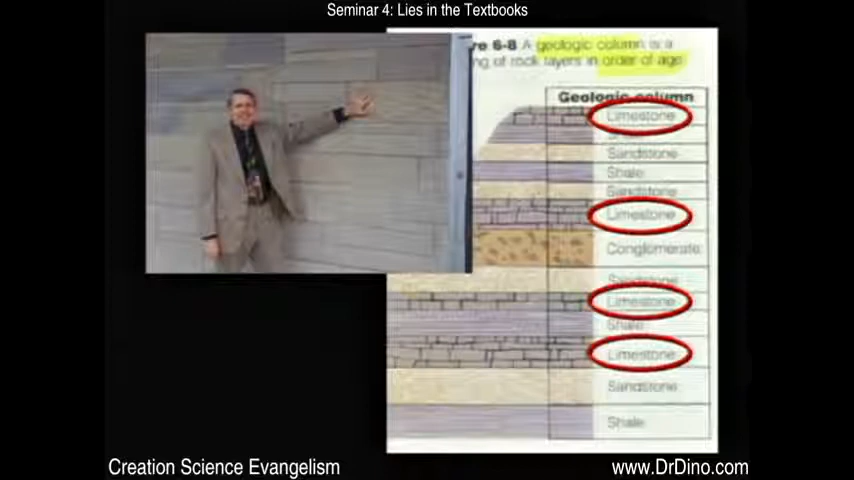 Seminar 4: Lies in the Textbooks
re 6-8 A geologic column is a
ng of rock layers in order of age
Geologic column
Limestone
Shale
Sandstone
Shale
Sandstone
Limestone
Conglomerate
Sandstone
Limestone
Shale
Limestone
Sandstone
Shale
Creation Science Evangelism
www.DrDino.com